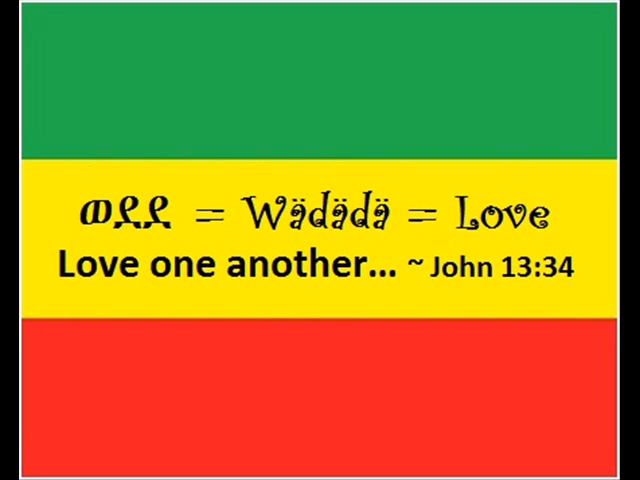 ወደደ = Wädädä = Love
Love one another... ~ John 13:34